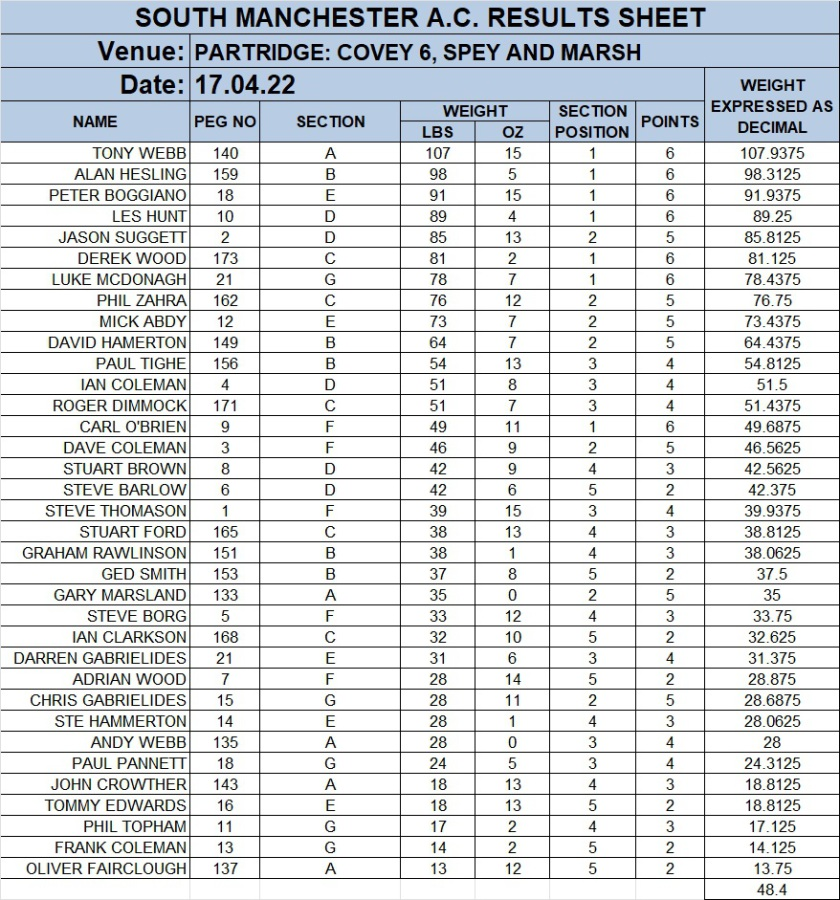 SOUTH MANCHESTER A.C. RESULTS SHEET
Venue: PARTRIDGE: COVEY 6, SPEY AND MARSH
Date: 17.04.22
NAME PEG NO SECTION WEIGHT LBS OZ SECTION POSITION POINTS WEIGHT EXPRESSED AS DECIMAL
TONY WEBB 140 A 107 15 1 6 107.9375
ALAN HESLING 159 B 98 5 1 6 98.3125
PETER BOGGIANO 18 E 91 15 1 6 91.9375
LES HUNT 10 D 89 4 1 6 89.25
JASON SUGGETT 2 D 85 13 2 5 85.8125
DEREK WOOD 173 C 81 2 1 6 81.125
LUKE MCDONAGH 21 G 78 7 1 6 78.4375
PHIL ZAHRA 162 C 76 12 2 5 76.75
MICK ABDY 12 E 73 7 2 5 73.4375
DAVID HAMERTON 149 B 64 7 2 5 64.4375
PAUL TIGHE 156 B 54 13 3 4 54.8125
IAN COLEMAN 4 D 51 8 3 4 51.5
ROGER DIMMOCK 171 C 51 7 3 4 51.4375
CARL O'BRIEN 9 F 49 11 1 6 49.6875
DAVE COLEMAN 3 F 46 9 2 5 46.5625
STUART BROWN 8 D 42 9 4 3 42.5625
STEVE BARLOW 6 D 42 6 5 2 42.375
STEVE THOMASON 1 F 39 15 3 4 39.9375
STUART FORD 165 C 38 13 4 3 38.8125
GRAHAM RAWLINSON 151 B 38 1 4 3 38.0625
GED SMITH 153 B 37 8 5 2 37.5
GARY MARSLAND 133 A 35 0 2 5 35
STEVE BORG 5 F 33 12 4 3 33.75
IAN CLARKSON 168 C 32 10 5 2 32.625
DARREN GABRIELIDES 21 E 31 6 3 4 31.375
ADRIAN WOOD 7 F 28 14 5 2 28.875
CHRIS GABRIELIDES 15 G 28 11 2 5 28.6875
STE HAMMERTON 14 E 28 1 4 3 28.0625
ANDY WEBB 135 A 28 0 3 4 28
PAUL PANNETT 18 G 24 5 3 4 24.3125
JOHN CROWTHER 143 A 18 13 4 3 18.8125
TOMMY EDWARDS 16 E 18 13 5 2 18.8125
PHIL TOPHAM 11 G 17 2 4 3 17.125
FRANK COLEMAN 13 G 14 2 5 2 14.125
OLIVER FAIRCLOUGH 137 A 13 12 5 2 13.75
48.4